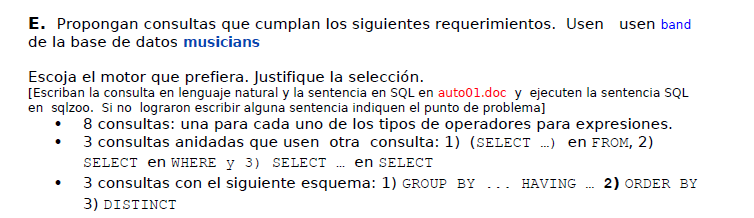 E. Propongan consultas que cumplan los siguientes requerimientos. Usen usen band
de la base de datos musicians
Escoja el motor que prefiera. Justifique la selección.
[Escriban la consulta en lenguaje natural y la sentencia en SQL en auto01.doc y ejecuten la sentencia SQL
en sqlzoo. Si no lograron escribir alguna sentencia indiquen el punto de problema]
• 8 consultas: una para cada uno de los tipos de operadores para expresiones.
• 3 consultas anidadas que usen otra consulta: 1) (SELECT …) en FROM, 2)
SELECT en WHERE y 3) SELECT … en SELECT
• 3 consultas con el siguiente esquema: 1) GROUP BY ... HAVING … 2) ORDER BY
3) DISTINCT